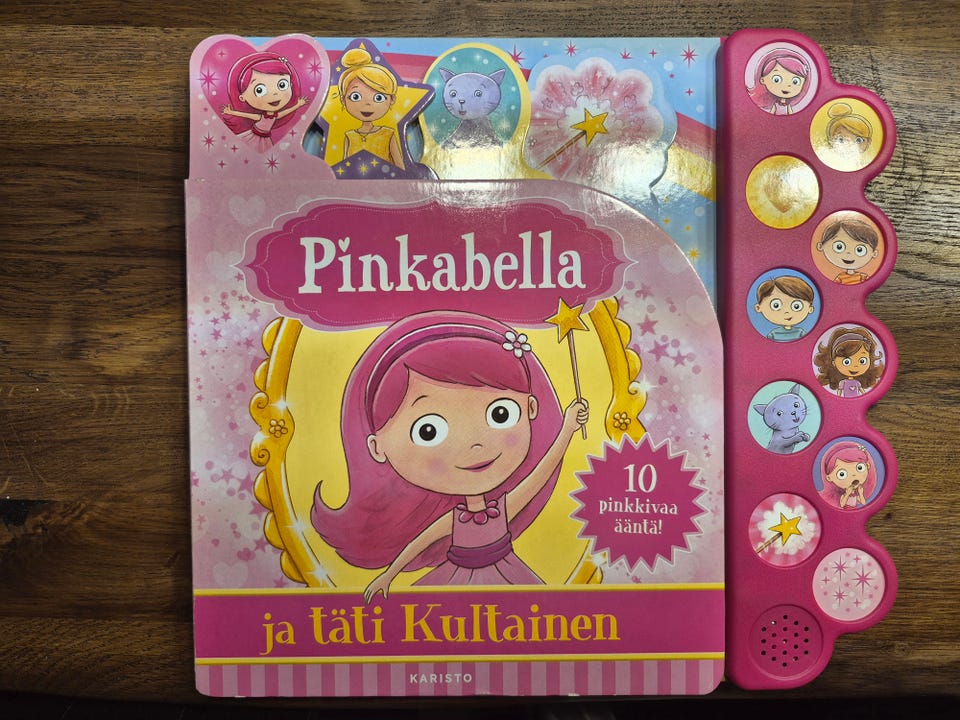 Pinkabella
10
pinkkivaa
ääntä!
ja täti Kultainen
KARISTO